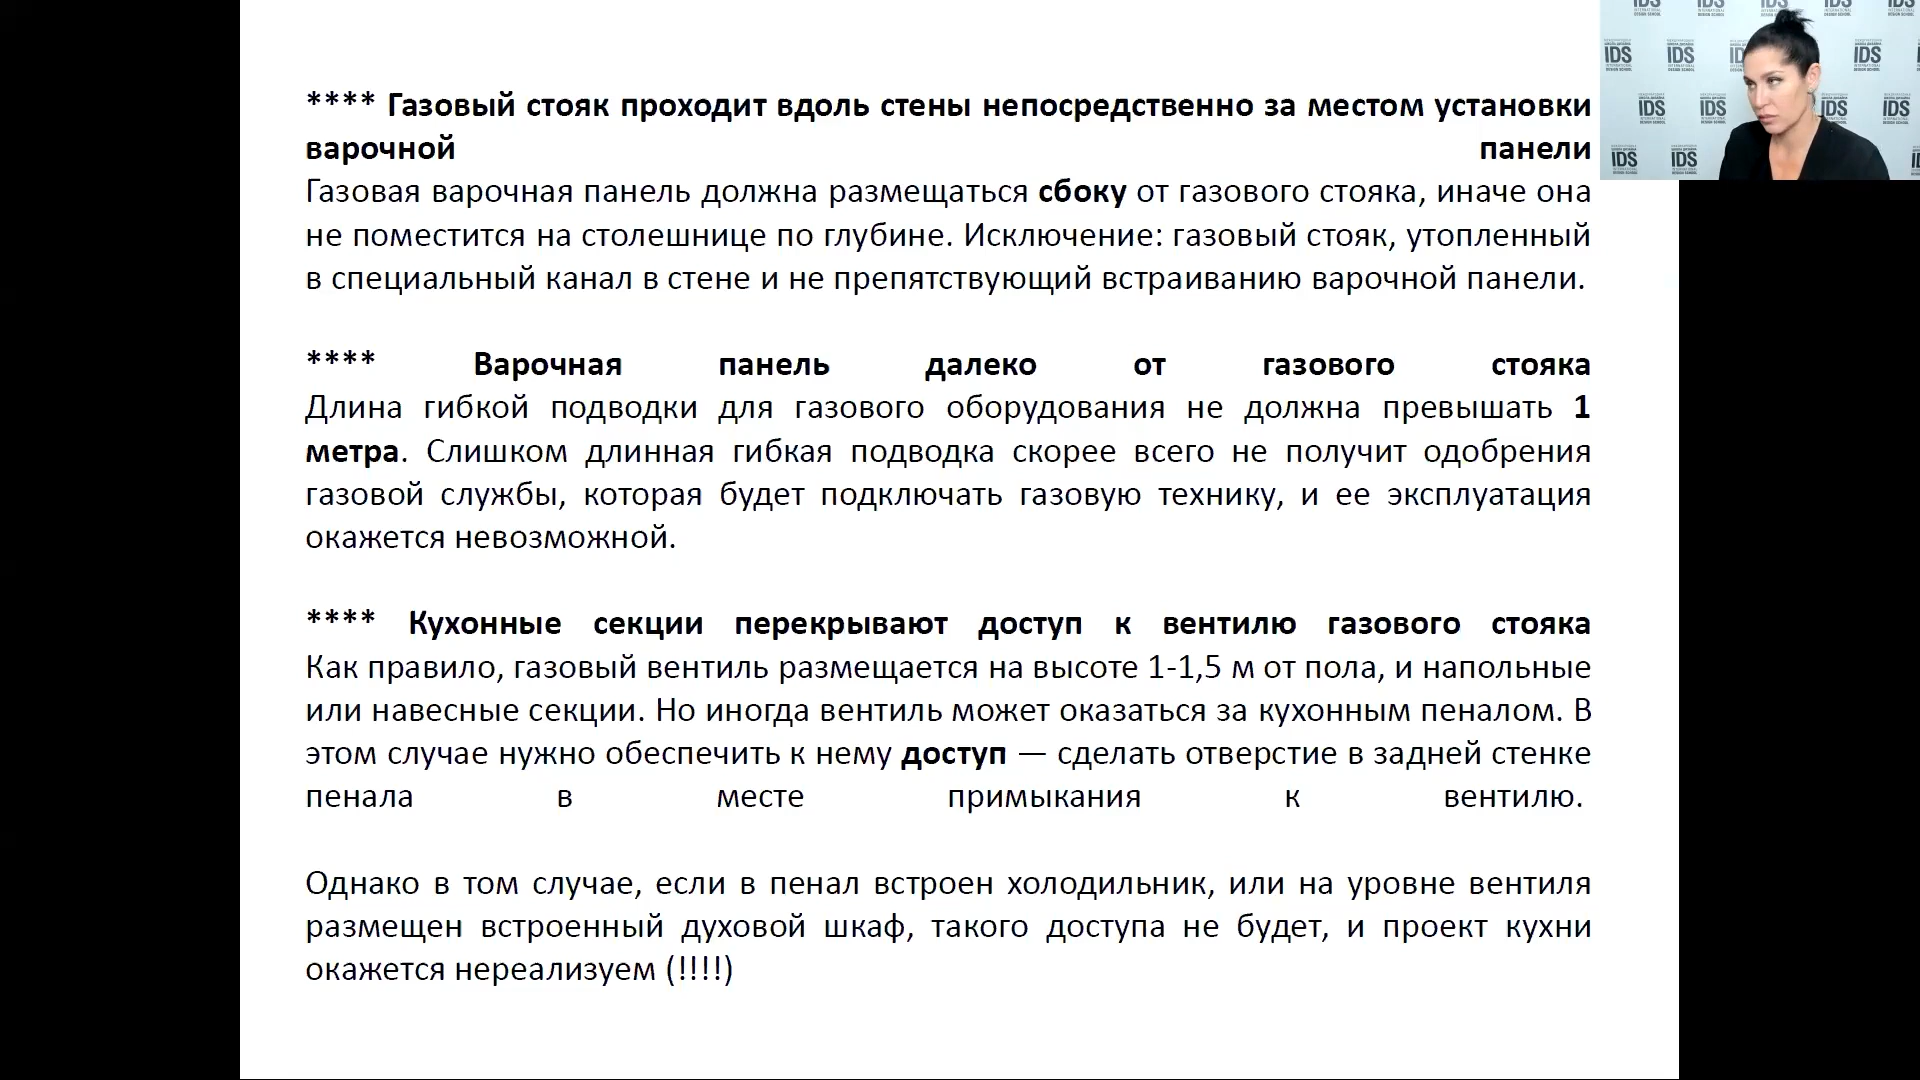 **** Газовый стояк проходит вдоль стены непосредственно за местом установки
варочной панели
Газовая варочная панель должна размещаться сбоку от газового стояка, иначе она
не поместится на столешнице по глубине. Исключение: газовый стояк, утопленный
в специальный канал в стене и не препятствующий встраиванию варочной панели.
**** Варочная панель далеко от газового стояка
Длина гибкой подводки для газового оборудования не должна превышать 1
метра. Слишком длинная гибкая подводка скорее всего не получит одобрения
газовой службы, которая будет подключать газовую технику, и ее эксплуатация
окажется невозможной.
**** Кухонные секции перекрывают доступ к вентилю газового стояка
Как правило, газовый вентиль размещается на высоте 1-1,5 м от пола, и напольные
или навесные секции. Но иногда вентиль может оказаться за кухонным пеналом. В
этом случае нужно обеспечить к нему доступ — сделать отверстие в задней стенке
пенала в месте примыкания к вентилю.
Однако в том случае, если в пенал встроен холодильник, или на уровне вентиля
размещен встроенный духовой шкаф, такого доступа не будет, и проект кухни
окажется нереализуем (!!!!)
IDS
INTERNATIONAL
DESIGN SCHOOL